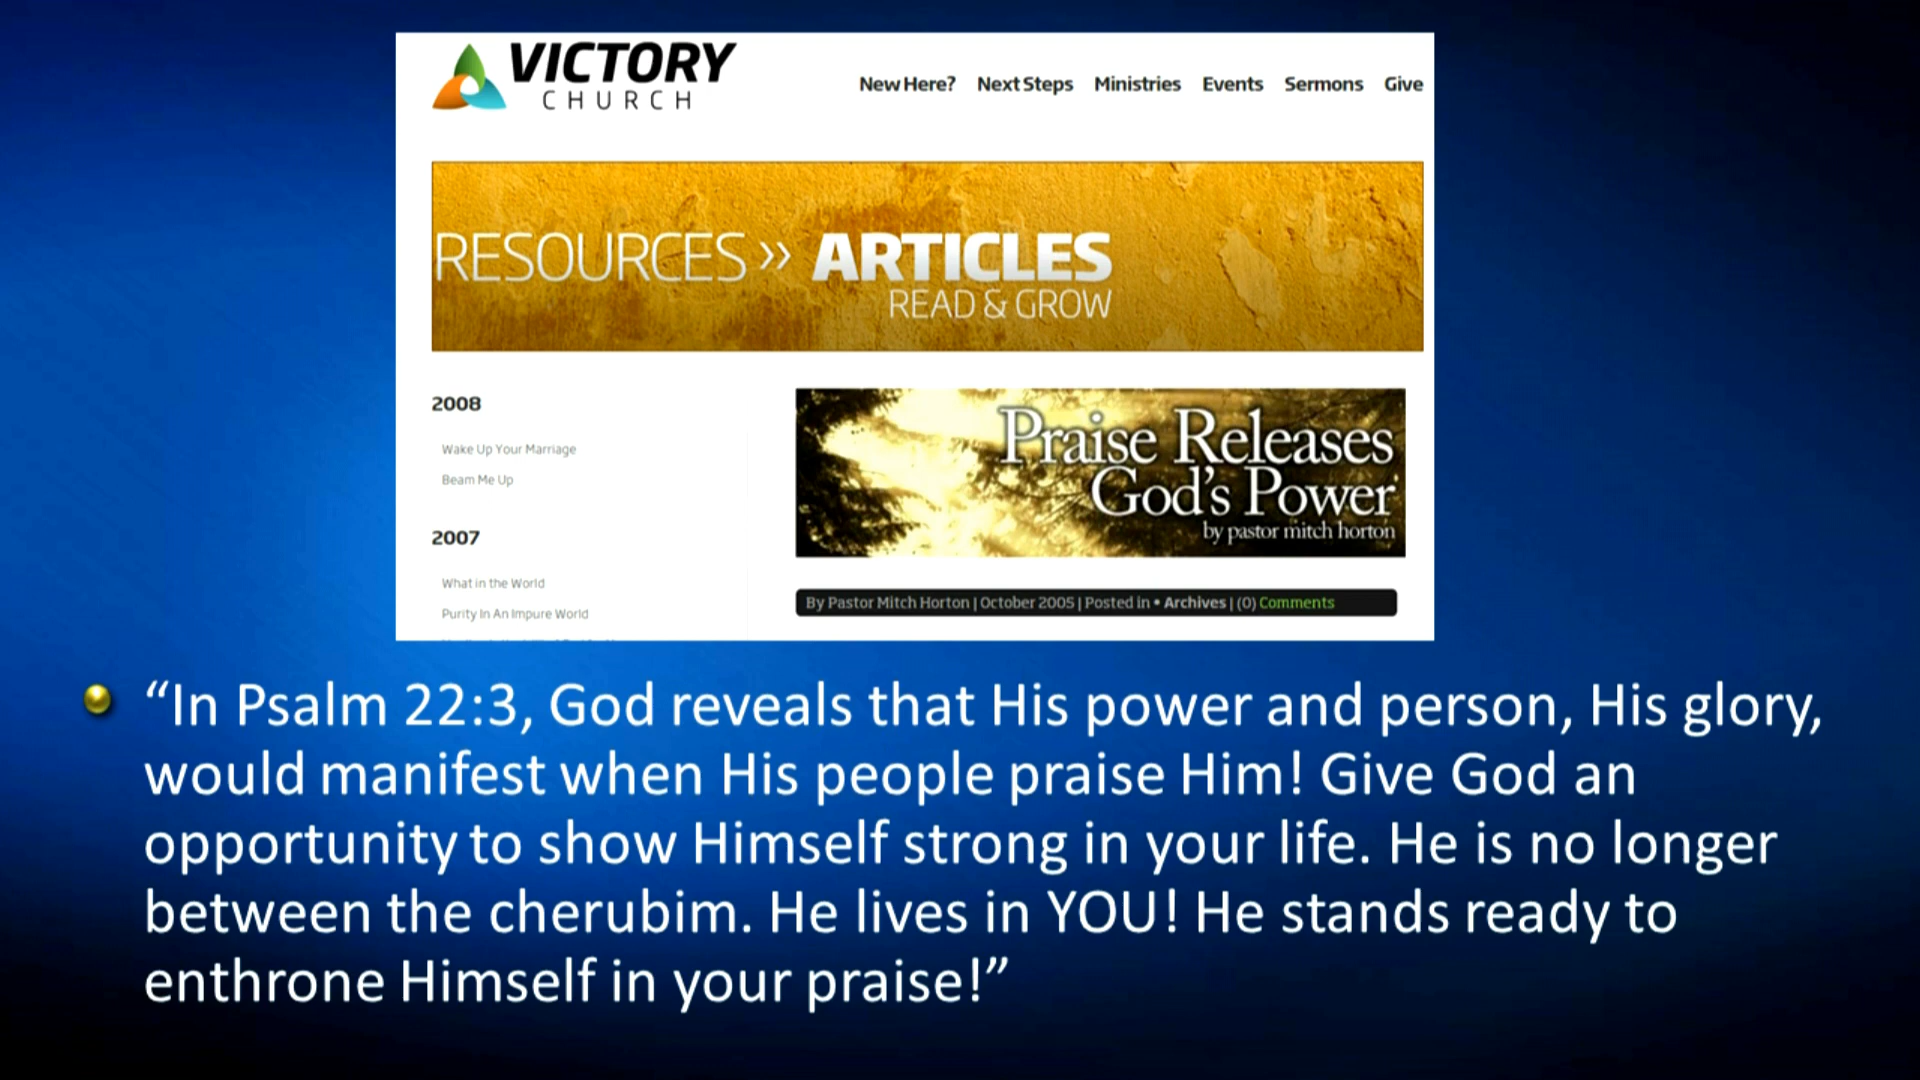 VICTORY
CHURCH
New Here? Next Steps Ministries Events Sermons Give
RESOURCES >> ARTICLES
READ & GROW
2008
Wake Up Your Marriage
Beam Me Up
2007
What in the World
Purity In An Impure World
Praise Releases
God's Power
by pastor mitch horton
By Pastor Mitch Horton | October 2005 | Posted in • Archives | (0) Comments
“In Psalm 22:3, God reveals that His power and person, His glory,
would manifest when His people praise Him! Give God an
opportunity to show Himself strong in your life. He is no longer
between the cherubim. He lives in YOU! He stands ready to
enthrone Himself in your praise!”